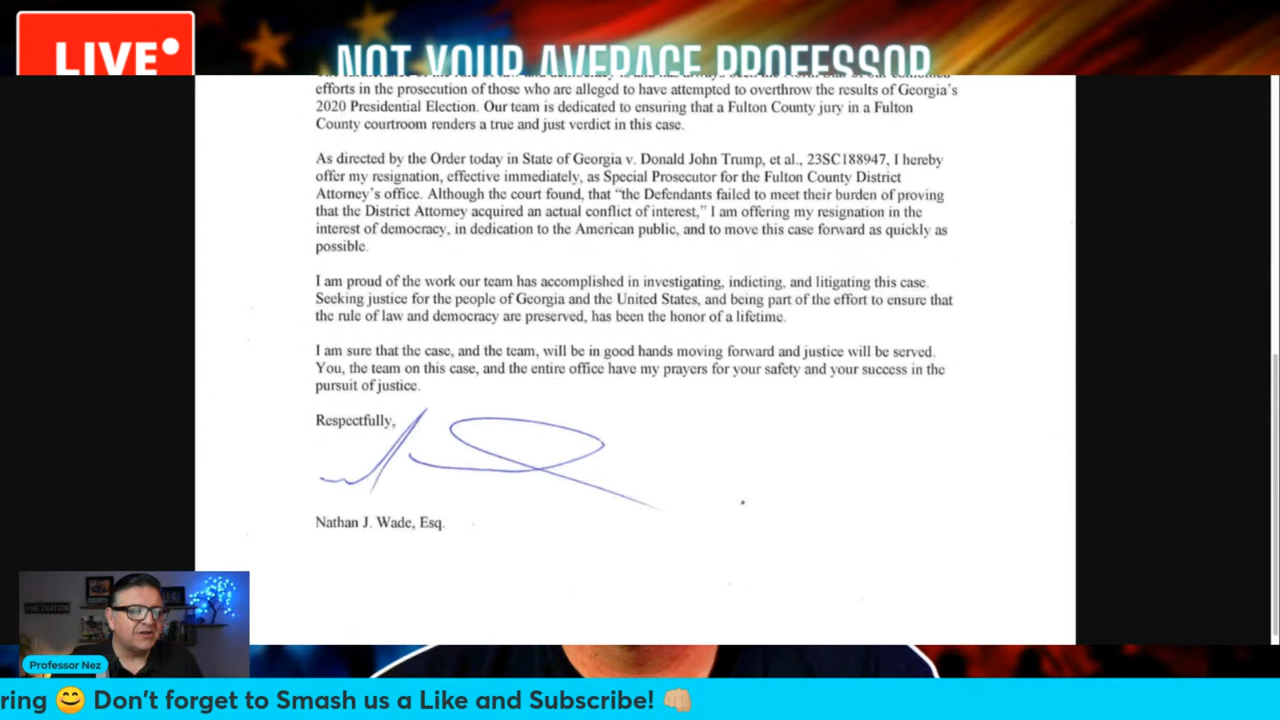 LIVE
NOT YOUR AVERAGE PROFESSOR
efforts in the prosecution of those who are alleged to have attempted to overthrow the results of Georgia's
2020 Presidential Election. Our team is dedicated to ensuring that a Fulton County jury in a Fulton
County courtroom renders a true and just verdict in this case.
As directed by the Order today in State of Georgia v. Donald John Trump, et al., 23SC188947, I hereby
offer my resignation, effective immediately, as Special Prosecutor for the Fulton County District
Attorney's office. Although the court found, that “the Defendants failed to meet their burden of proving
that the District Attorney acquired an actual conflict of interest,” I am offering my resignation in the
interest of democracy, in dedication to the American public, and to move this case forward as quickly as
possible.
I am proud of the work our team has accomplished in investigating, indicting, and litigating this case.
Seeking justice for the people of Georgia and the United States, and being part of the effort to ensure that
the rule of law and democracy are preserved, has been the honor of a lifetime.
I am sure that the case, and the team, will be in good hands moving forward and justice will be served.
You, the team on this case, and the entire office have my prayers for your safety and your success in the
pursuit of justice.
Respectfully,
Nathan J. Wade, Esq.
Professor Nez
ring 😊 Don't forget to Smash us a Like and Subscribe! 👊🏼